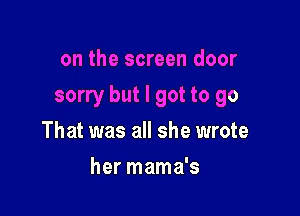 on the screen door
sorry but I got to go
That was all she wrote
her mama's